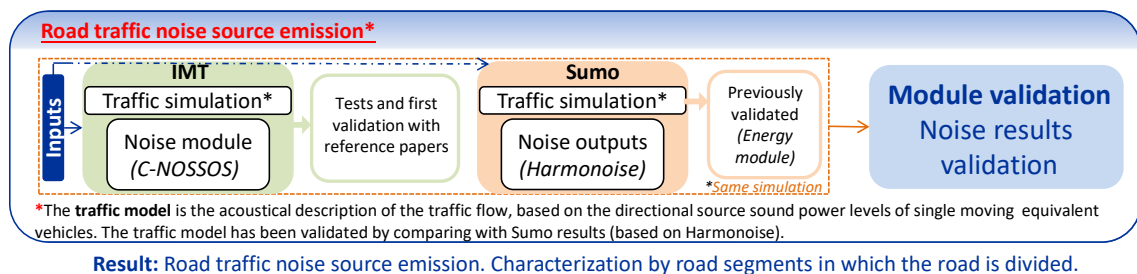 Road traffic noise source emission*
Inputs
IMT
Traffic simulation*
Noise module
(C-NOSSOS)
Tests and first
validation with
reference papers
Sumo
Traffic simulation*
Noise outputs
(Harmonoise)
Previously
validated
(Energy
module)
*Same simulation
Module validation
Noise results
validation
*The traffic model is the acoustical description of the traffic flow, based on the directional source sound power levels of single moving equivalent
vehicles. The traffic model has been validated by comparing with Sumo results (based on Harmonoise).
Result: Road traffic noise source emission. Characterization by road segments in which the road is divided.